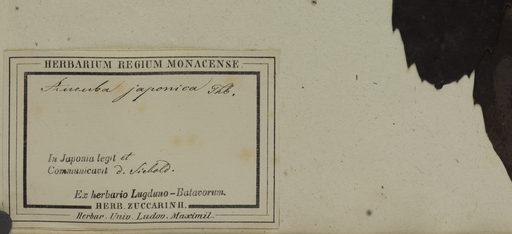 HERBARIUM REGIUM MONACENSE.
Aucuba japonica Thb.
In Japonia legit et
Communicavit d. Siebold.
Ex herbario Lugduno-Batavorum.
HERB. ZUCCARINII.
Herbar. Univ. Ludov. Maximil.